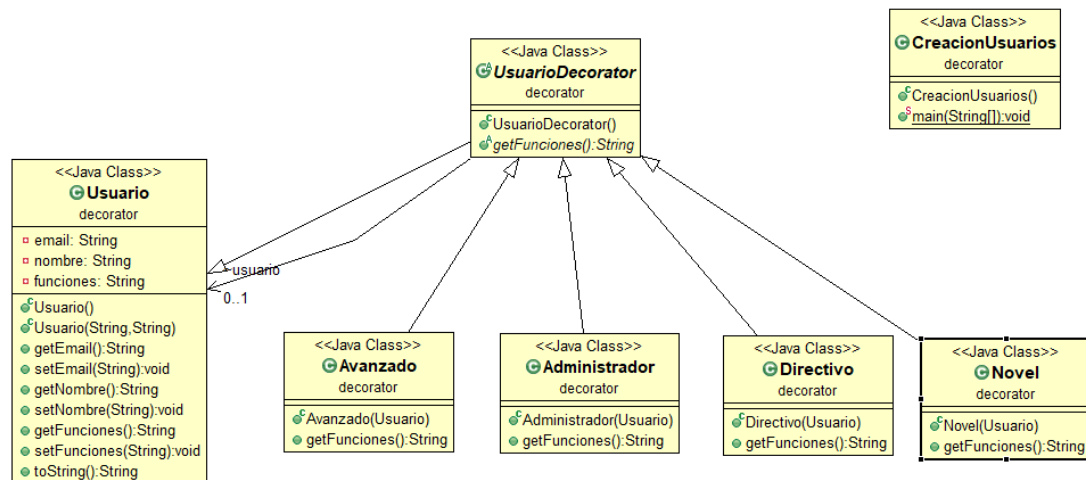 <<Java Class>>
UsuarioDecorator
decorator
UsuarioDecorator()
getFunciones():String
<<Java Class>>
CreacionUsuarios
decorator
CreacionUsuarios()
main(String[]):void
<<Java Class>>
Usuario
decorator
email: String
nombre: String
funciones: String
Usuario()
Usuario(String,String)
getEmail():String
setEmail(String):void
getNombre():String
setNombre(String):void
getFunciones():String
setFunciones(String):void
toString():String
~usuario
0..1
<<Java Class>>
Avanzado
decorator
Avanzado(Usuario)
getFunciones():String
<<Java Class>>
Administrador
decorator
Administrador(Usuario)
getFunciones():String
<<Java Class>>
Directivo
decorator
Directivo(Usuario)
getFunciones():String
<<Java Class>>
Novel
decorator
Novel(Usuario)
getFunciones():String